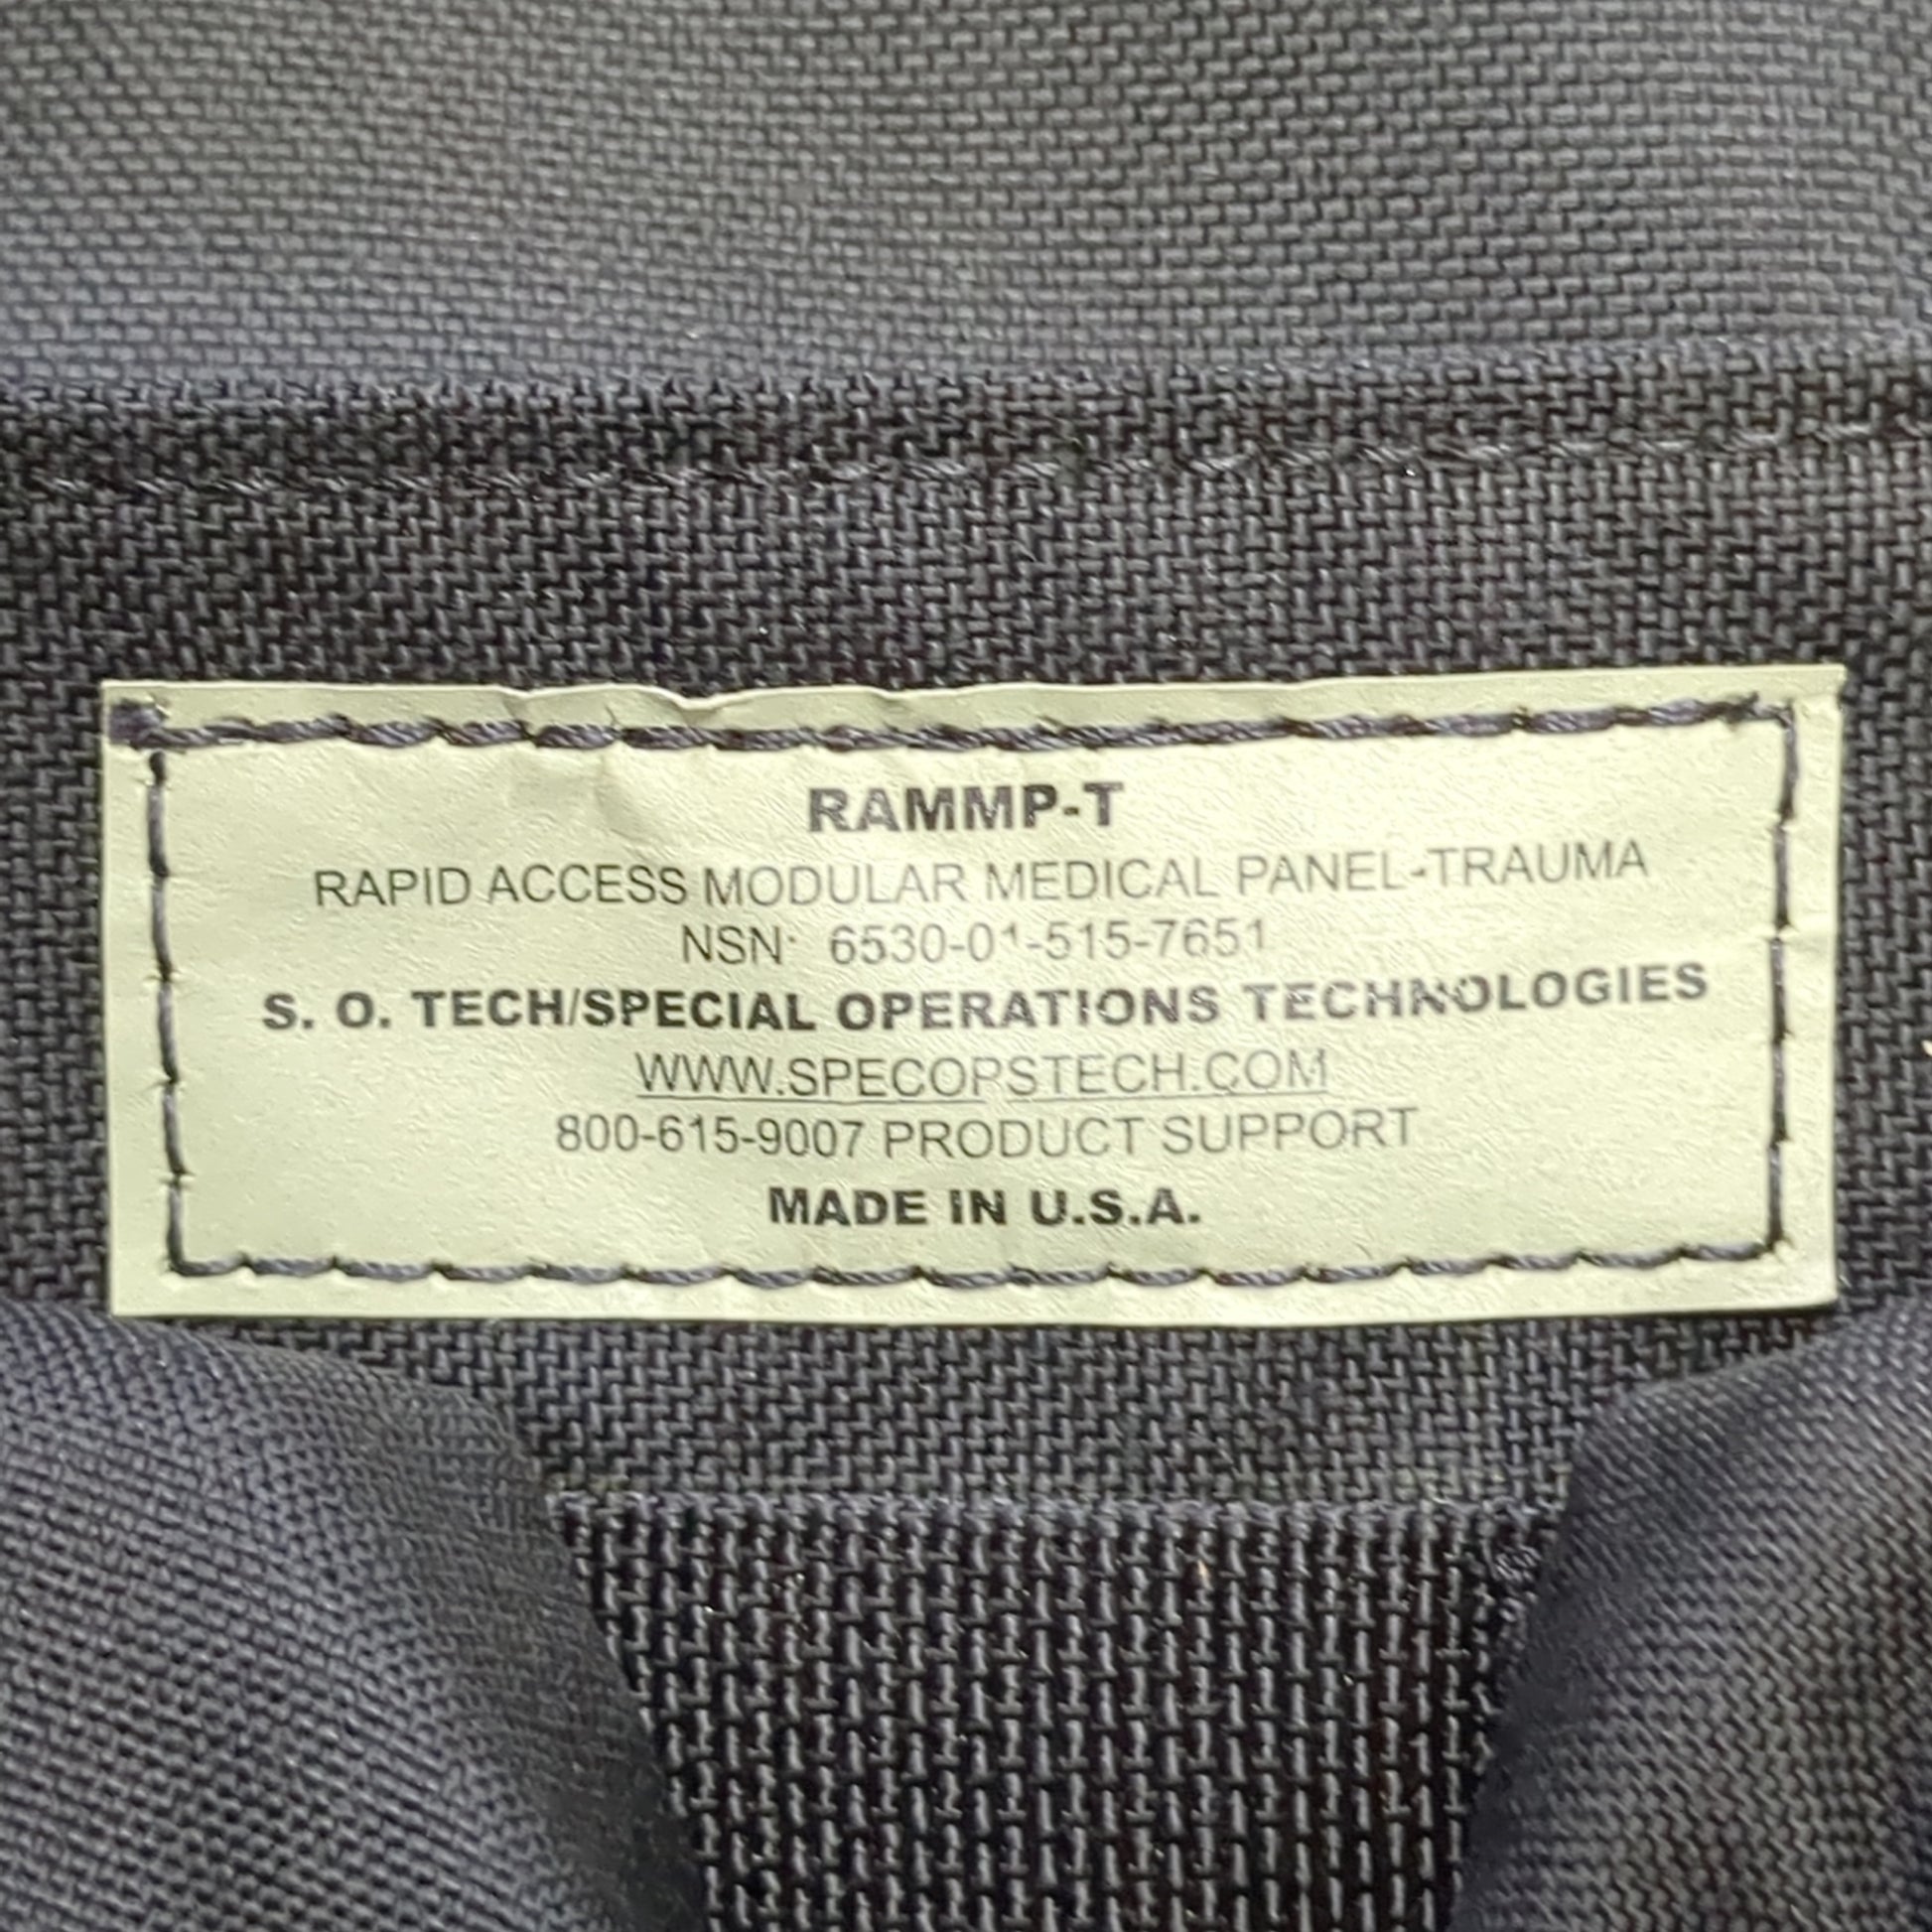 RAMMP-T
RAPID ACCESS MODULAR MEDICAL PANEL-TRAUMA
NSN: 6530-01-515-7651
S. O. TECH/SPECIAL OPERATIONS TECHNOLOGIES
WWW.SPECOPSTECH.COM
800-615-9007 PRODUCT SUPPORT
MADE IN U.S.A.